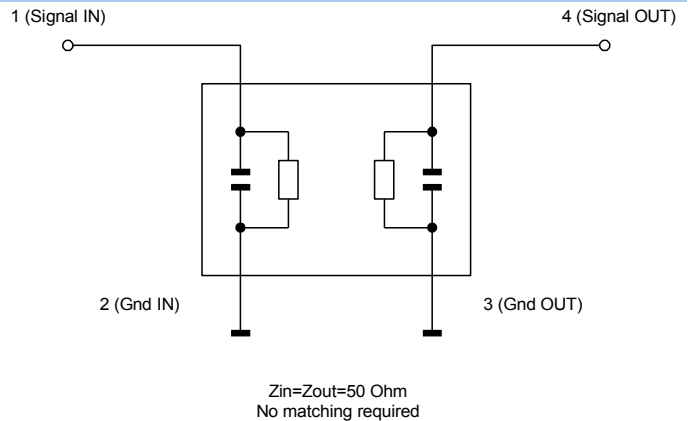 1 (Signal IN)
4 (Signal OUT)
2 (Gnd IN)
3 (Gnd OUT)
Zin=Zout=50 Ohm
No matching required